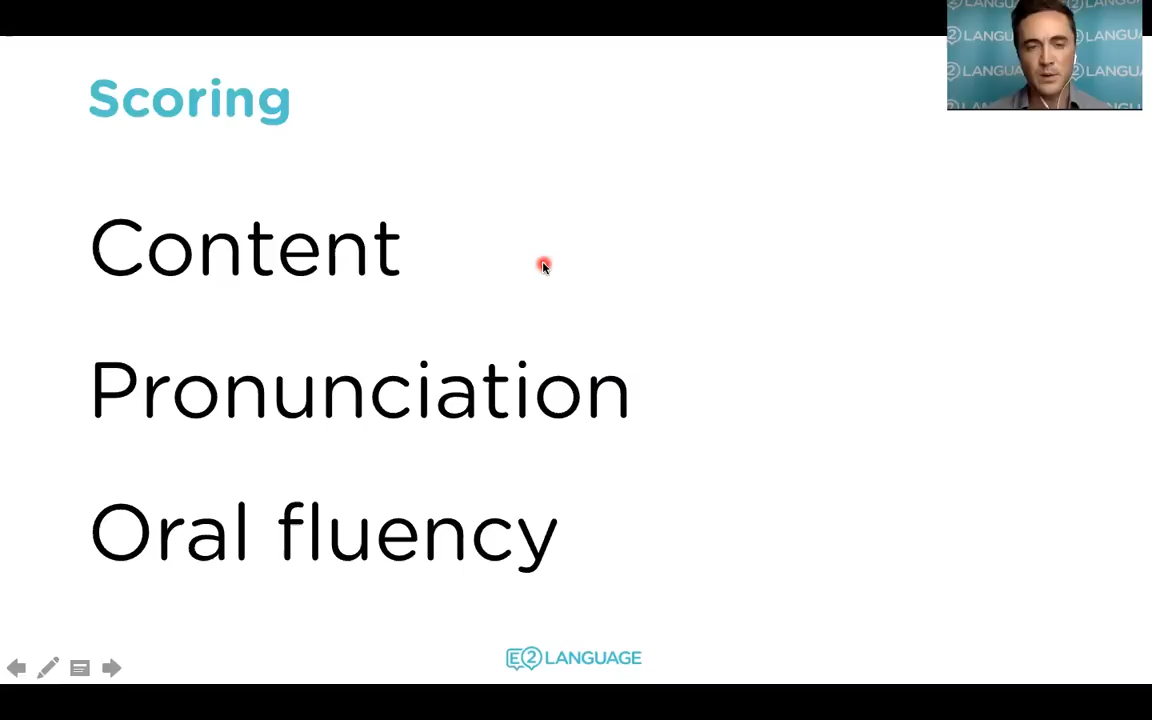 Scoring
Content
Pronunciation
Oral fluency
E2 LANGUAGE